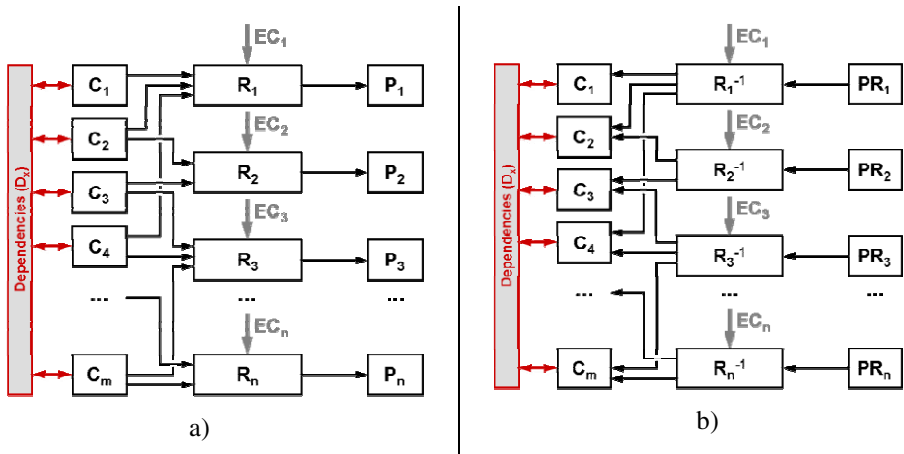 EC1
C1 R1 P1
EC2
C2
R2 P2
C3
EC3
C4
R3 P3
... ... ...
ECn
Cm Rn Pn
Dependencies (Dx)
a)
EC1
C1 R1-1 PR1
EC2
C2
R2-1 PR2
C3
EC3
C4
R3-1 PR3
... ... ...
ECn
Cm Rn-1 PRn
Dependencies (Dx)
b)